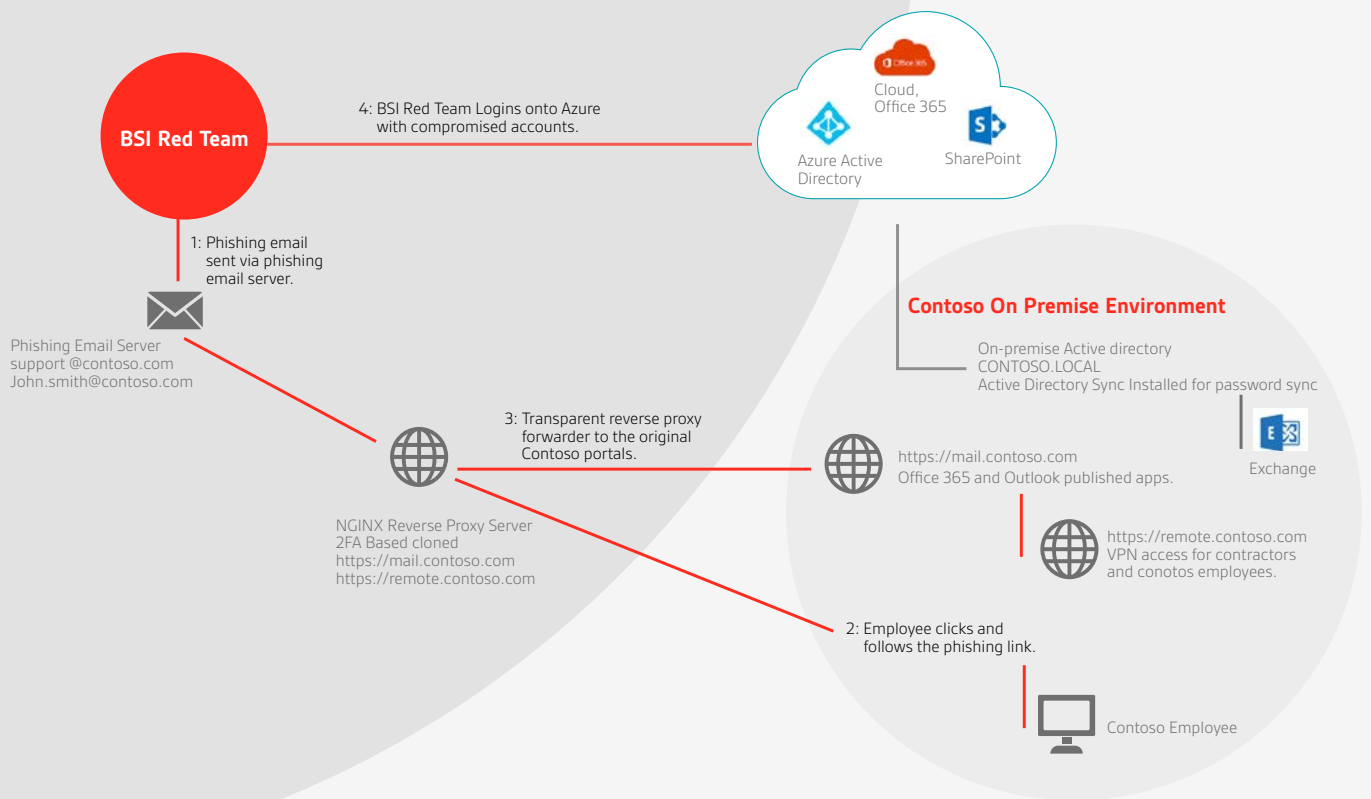 BSI Red Team
4: BSI Red Team Logins onto Azure
with compromised accounts.
Office 365
Cloud,
Office 365
Azure Active
Directory
S
SharePoint
1: Phishing email
sent via phishing
email server.
Phishing Email Server
support @contoso.com
John.smith@contoso.com
Contoso On Premise Environment
On-premise Active directory
CONTOSO.LOCAL
Active Directory Sync Installed for password sync
E
Exchange
3: Transparent reverse proxy
forwarder to the original
Contoso portals.
https://mail.contoso.com
Office 365 and Outlook published apps.
NGINX Reverse Proxy Server
2FA Based cloned
https://mail.contoso.com
https://remote.contoso.com
https://remote.contoso.com
VPN access for contractors
and conotos employees.
2: Employee clicks and
follows the phishing link.
Contoso Employee